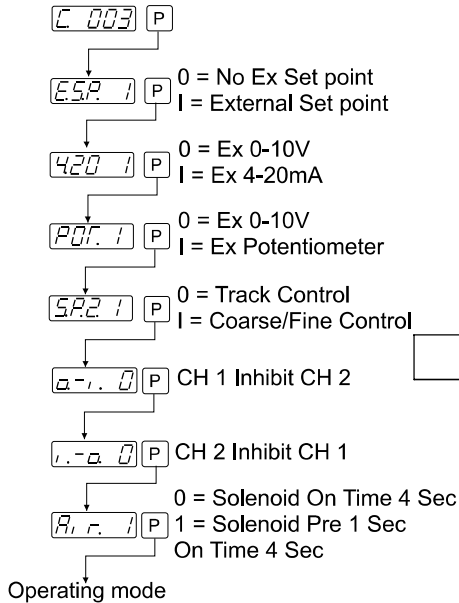 C. 003 P
E.S.P. 1 P 0 = No Ex Set point
I = External Set point
4.20 1 P 0 = Ex 0-10V
I = Ex 4-20mA
POT. 1 P 0 = Ex 0-10V
I = Ex Potentiometer
S.P.2. 1 P 0 = Track Control
I = Coarse/Fine Control
o.-ı. 0 P CH 1 Inhibit CH 2
ı.-o. 0 P CH 2 Inhibit CH 1
0 = Solenoid On Time 4 Sec
Aı r. 1 P 1 = Solenoid Pre 1 Sec
On Time 4 Sec
Operating mode